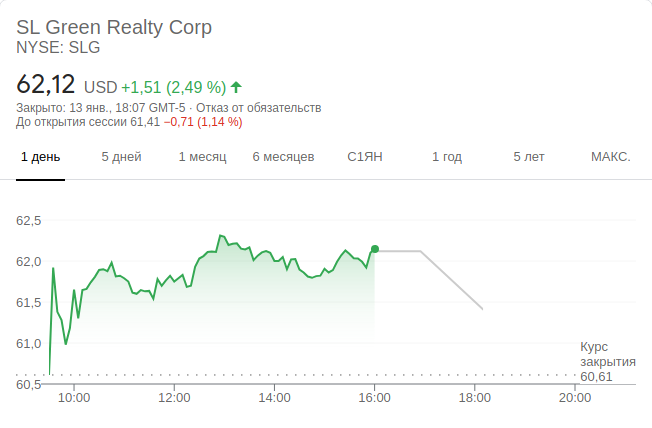 SL Green Realty Corp
NYSE: SLG
62,12 USD +1,51 (2,49 %)
Закрыто: 13 янв., 18:07 GMT-5 · Отказ от обязательств
До открытия сессии 61,41 −0,71 (1,14 %)
1 день 5 дней 1 месяц 6 месяцев С1ЯН 1 год 5 лет МАКС.
62,5
62,0
61,5
61,0
60,5
Курс
закрытия
60,61
10:00 12:00 14:00 16:00 18:00 20:00